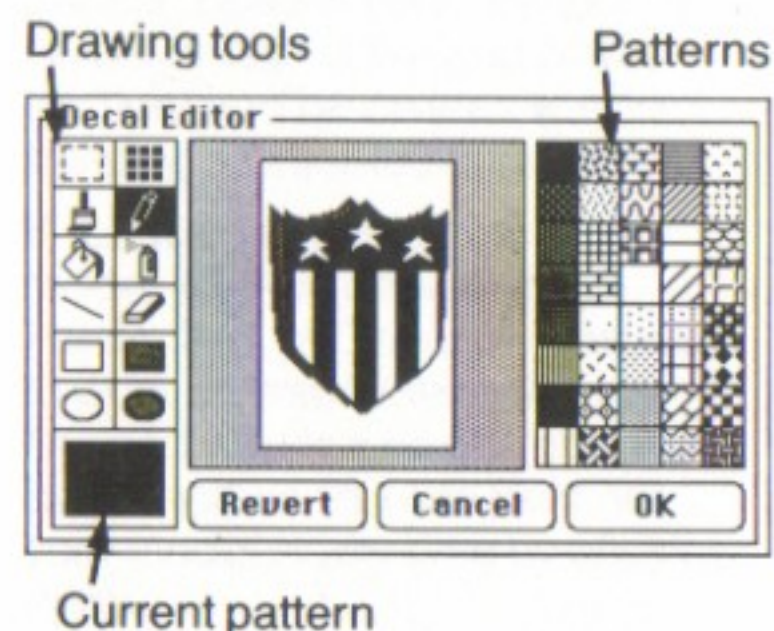 Drawing tools
Patterns
Decal Editor
Revert
Cancel
OK
Current pattern